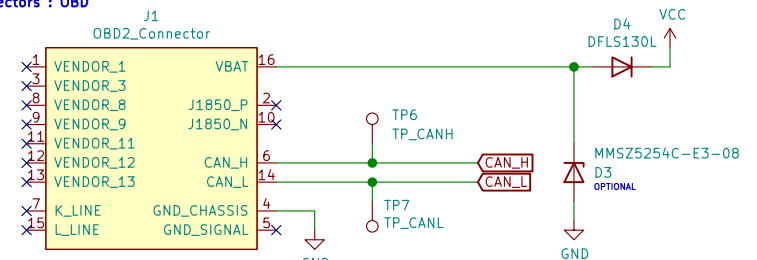 ectors : OBD
J1
OBD2_Connector
1 VENDOR_1
3 VENDOR_3
8 VENDOR_8
9 VENDOR_9
11 VENDOR_11
12 VENDOR_12
13 VENDOR_13
7 K_LINE
15 L_LINE
VBAT 16
J1850_P 2
J1850_N 10
CAN_H 6
CAN_L 14
GND_CHASSIS 4
GND_SIGNAL 5
TP6
TP_CANH
CAN_H
CAN_L
TP7
TP_CANL
GND
D4
DFLS130L
VCC
MMSZ5254C-E3-08
D3
OPTIONAL
GND